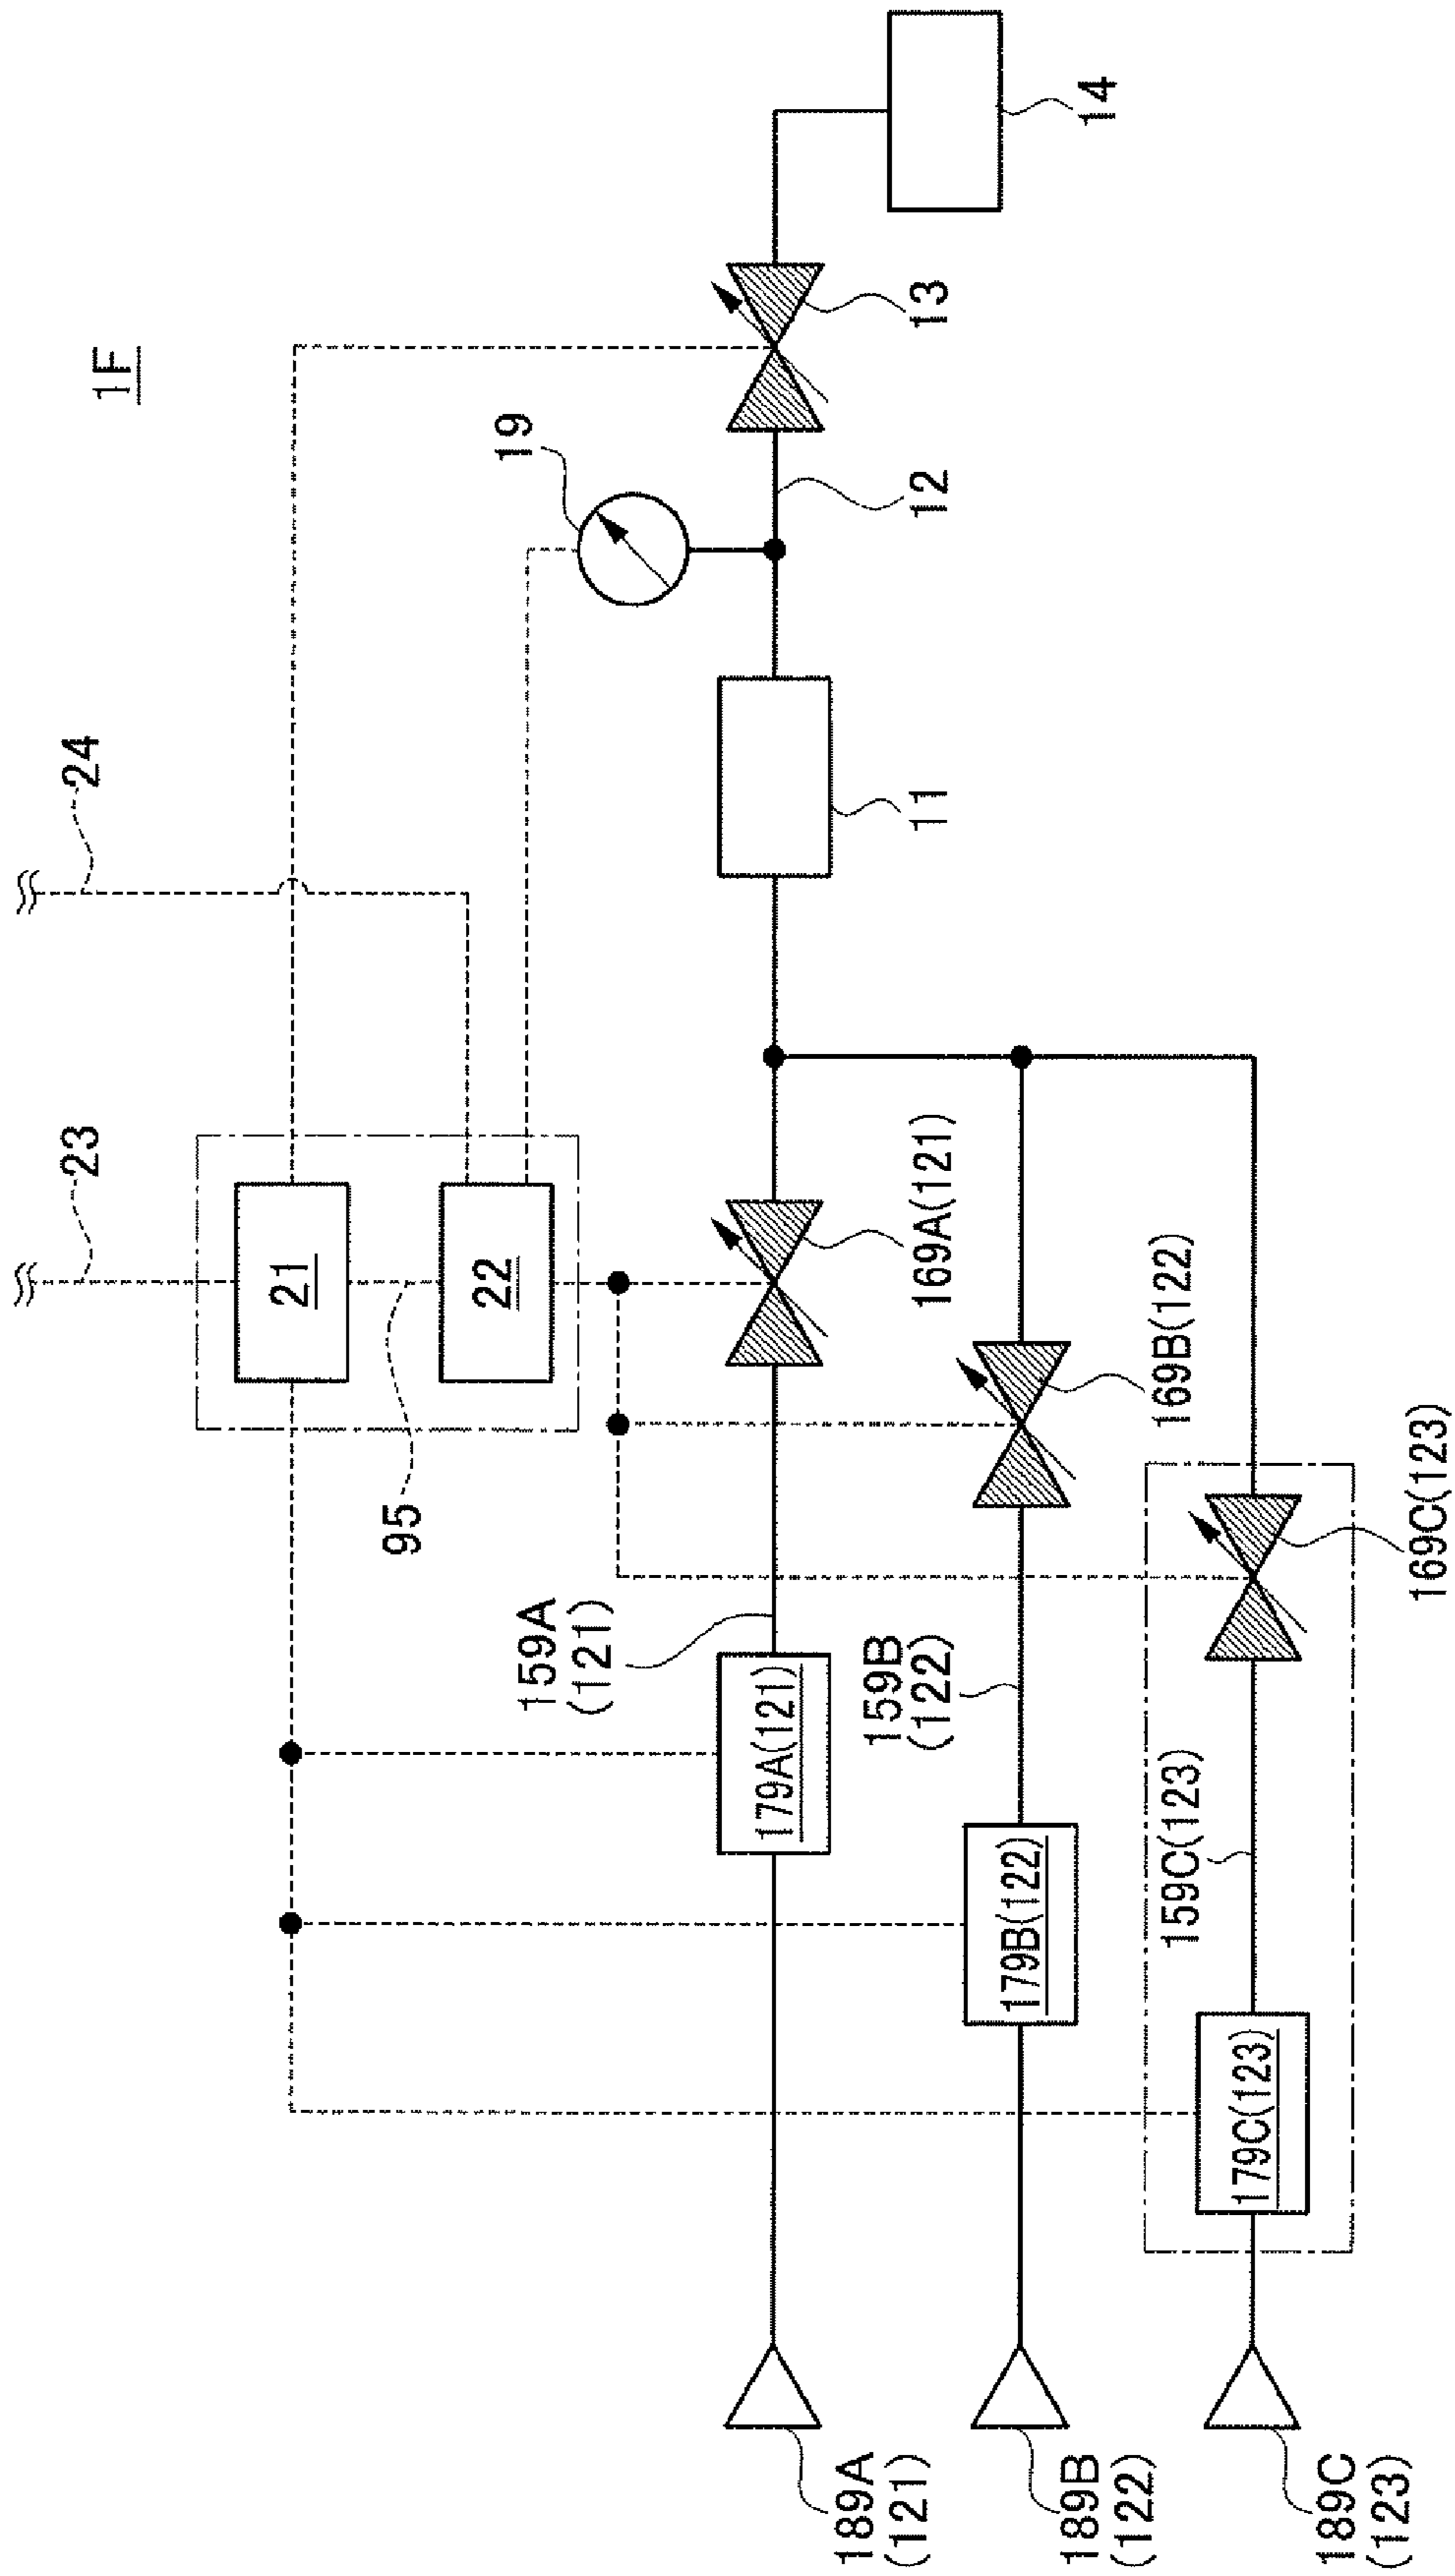 1F
23
24
19
21
22
95
13
14
12
11
169A(121)
159A
(121)
179A(121)
189A
(121)
169B(122)
159B
(122)
179B(122)
189B
(122)
169C(123)
159C(123)
179C(123)
189C
(123)